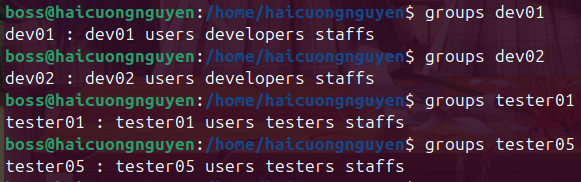 boss@haicuongnguyen:/home/haicuongnguyen$ groups dev01
dev01 : dev01 users developers staffs
boss@haicuongnguyen:/home/haicuongnguyen$ groups dev02
dev02 : dev02 users developers staffs
boss@haicuongnguyen:/home/haicuongnguyen$ groups tester01
tester01 : tester01 users testers staffs
boss@haicuongnguyen:/home/haicuongnguyen$ groups tester05
tester05 : tester05 users testers staffs